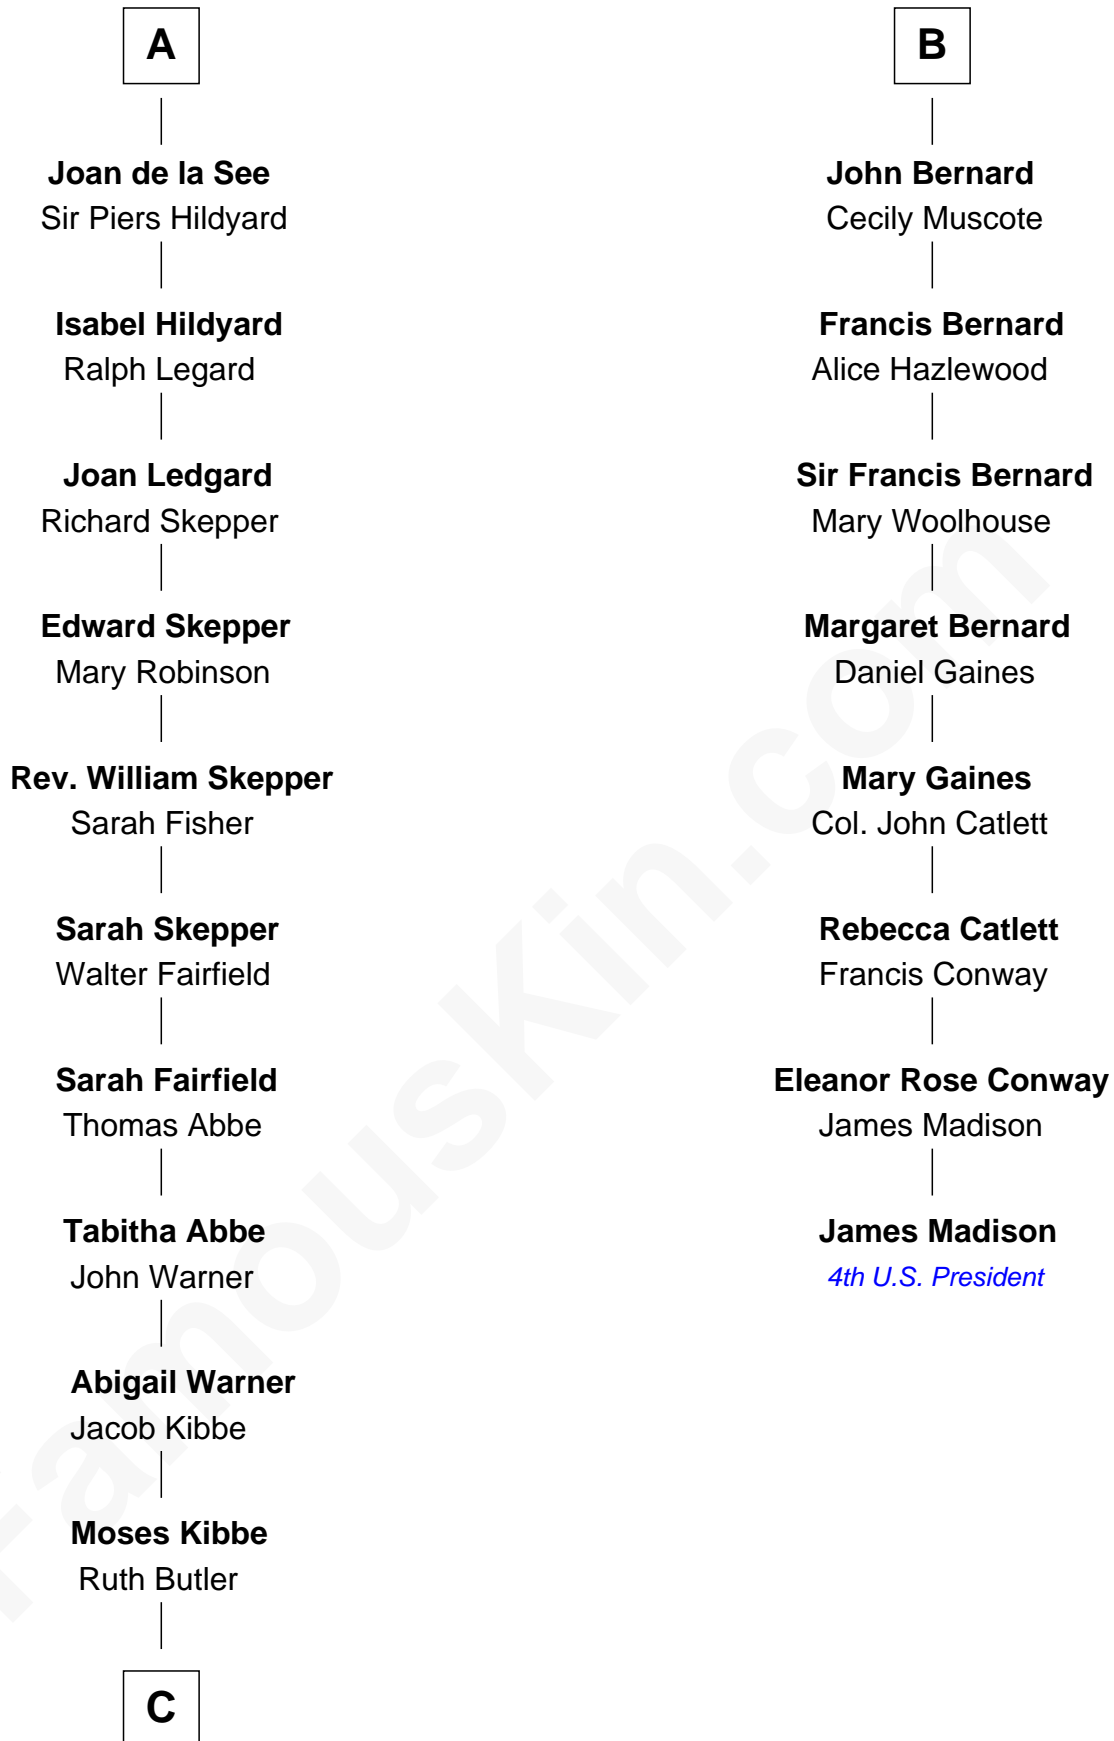 A
Joan de la See
Sir Piers Hildyard
Isabel Hildyard
Ralph Legard
Joan Ledgard
Richard Skepper
Edward Skepper
Mary Robinson
Rev. William Skepper
Sarah Fisher
Sarah Skepper
Walter Fairfield
Sarah Fairfield
Thomas Abbe
Tabitha Abbe
John Warner
Abigail Warner
Jacob Kibbe
Moses Kibbe
Ruth Butler
C
B
John Bernard
Cecily Muscote
Francis Bernard
Alice Hazlewood
Sir Francis Bernard
Mary Woolhouse
Margaret Bernard
Daniel Gaines
Mary Gaines
Col. John Catlett
Rebecca Catlett
Francis Conway
Eleanor Rose Conway
James Madison
James Madison
4th U.S. President
FamousKin.com